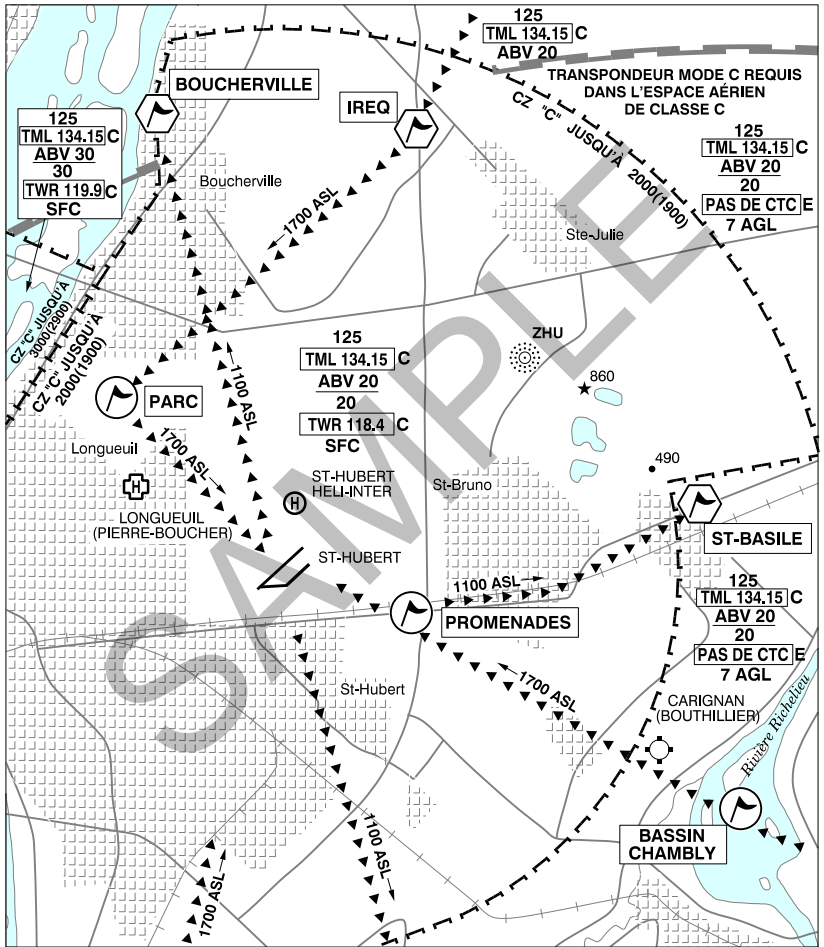 125
TML 134.15 C
ABV 20
TRANSPONDEUR MODE C REQUIS
DANS L'ESPACE AÉRIEN
DE CLASSE C
CZ "C" JUSQU'À 2000(1900)
BOUCHERVILLE
IREQ
125
TML 134.15 C
ABV 30
30
TWR 119.9 C
SFC
125
TML 134.15 C
ABV 20
20
PAS DE CTC E
7 AGL
Boucherville
1700 ASL
Ste-Julie
CZ "C" JUSQU'À
3000(2900)
CZ "C" JUSQU'À
2000(1900)
1100 ASL
125
TML 134.15 C
ABV 20
20
TWR 118.4 C
SFC
ZHU
860
PARC
Longueuil
1700 ASL
H
LONGUEUIL
(PIERRE-BOUCHER)
ST-HUBERT
HELI-INTER
H
St-Bruno
490
ST-HUBERT
ST-BASILE
1100 ASL
PROMENADES
125
TML 134.15 C
ABV 20
20
PAS DE CTC E
7 AGL
St-Hubert
1700 ASL
CARIGNAN
(BOUTHILLIER)
Rivière Richelieu
BASSIN
CHAMBLY
1100 ASL
1700 ASL
SAMPLE